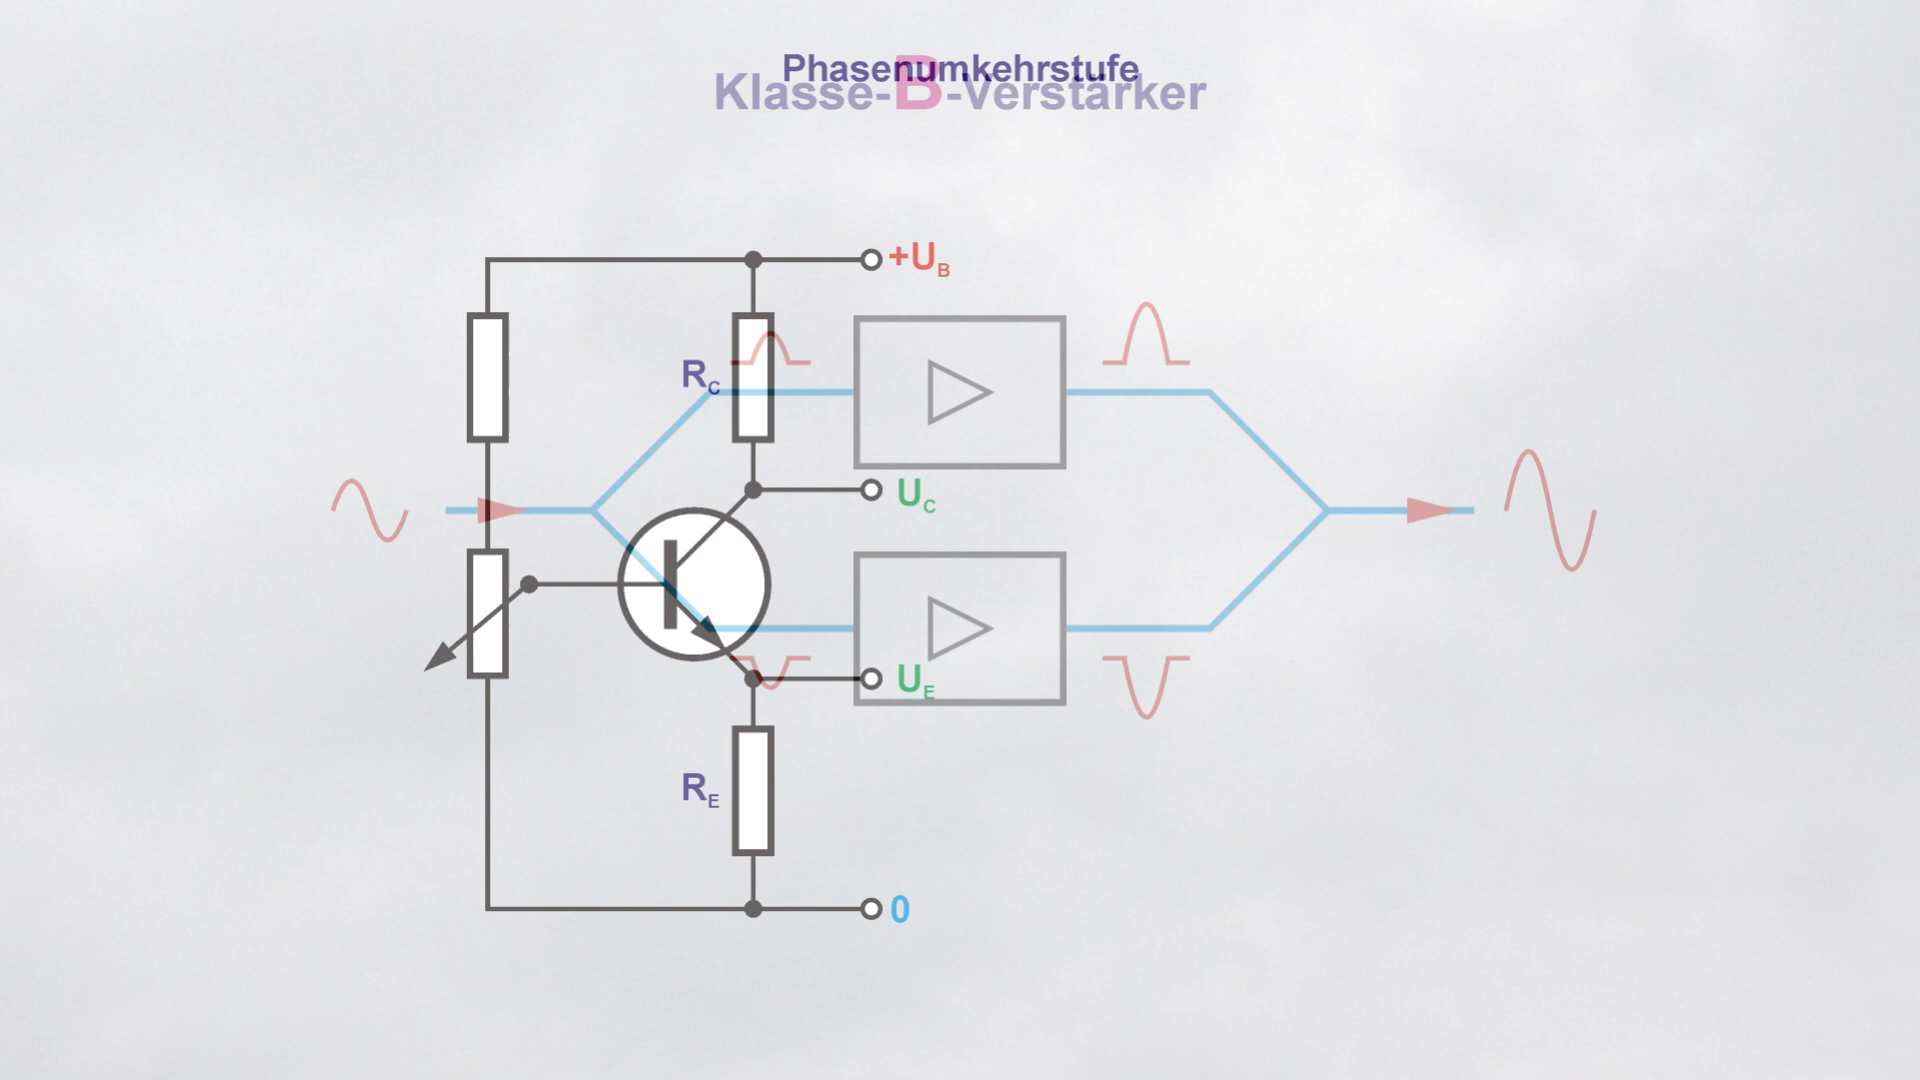 Phasenumkehrstufe
Klasse-B-Verstärker
+UB
RC
UC
UE
RE
0